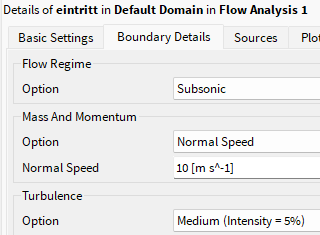 Details of eintritt in Default Domain in Flow Analysis 1
Basic Settings Boundary Details Sources Plot
Flow Regime
Option Subsonic
Mass And Momentum
Option Normal Speed
Normal Speed 10 [m s^-1]
Turbulence
Option Medium (Intensity = 5%)